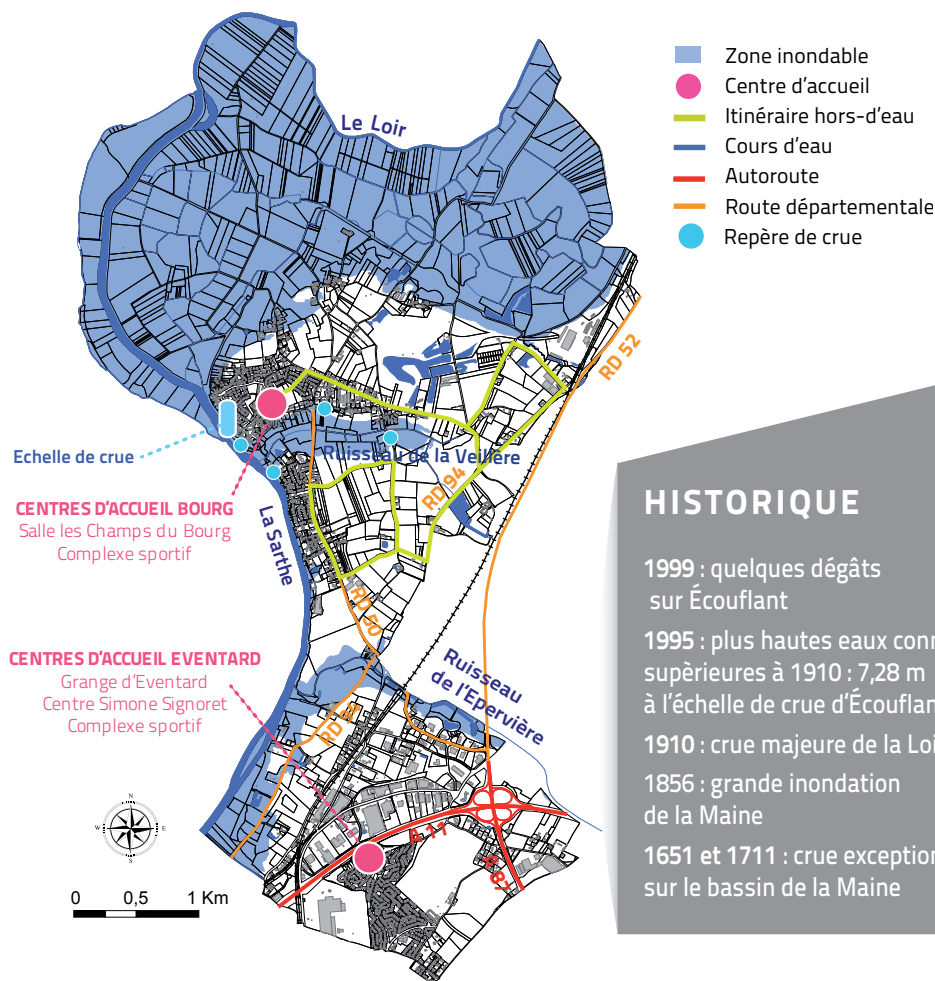 Zone inondable
Centre d'accueil
Itinéraire hors-d'eau
Cours d'eau
Autoroute
Route départementale
Repère de crue
Le Loir
RD 52
Echelle de crue
Ruisseau de la Veillère
RD 94
CENTRES D'ACCUEIL BOURG
Salle les Champs du Bourg
Complexe sportif
La Sarthe
RD 50
CENTRES D'ACCUEIL EVENTARD
Grange d'Eventard
Centre Simone Signoret
Complexe sportif
Ruisseau
de l'Epervière
A 11
N
W
E
S
0 0,5 1 Km
HISTORIQUE
1999 : quelques dégâts
sur Écouflant
1995 : plus hautes eaux conn
supèrieures à 1910 : 7,28 m
à l'échelle de crue d'Écouflan
1910 : crue majeure de la Loi
1856 : grande inondation
de la Maine
1651 et 1711 : crue exception
sur le bassin de la Maine